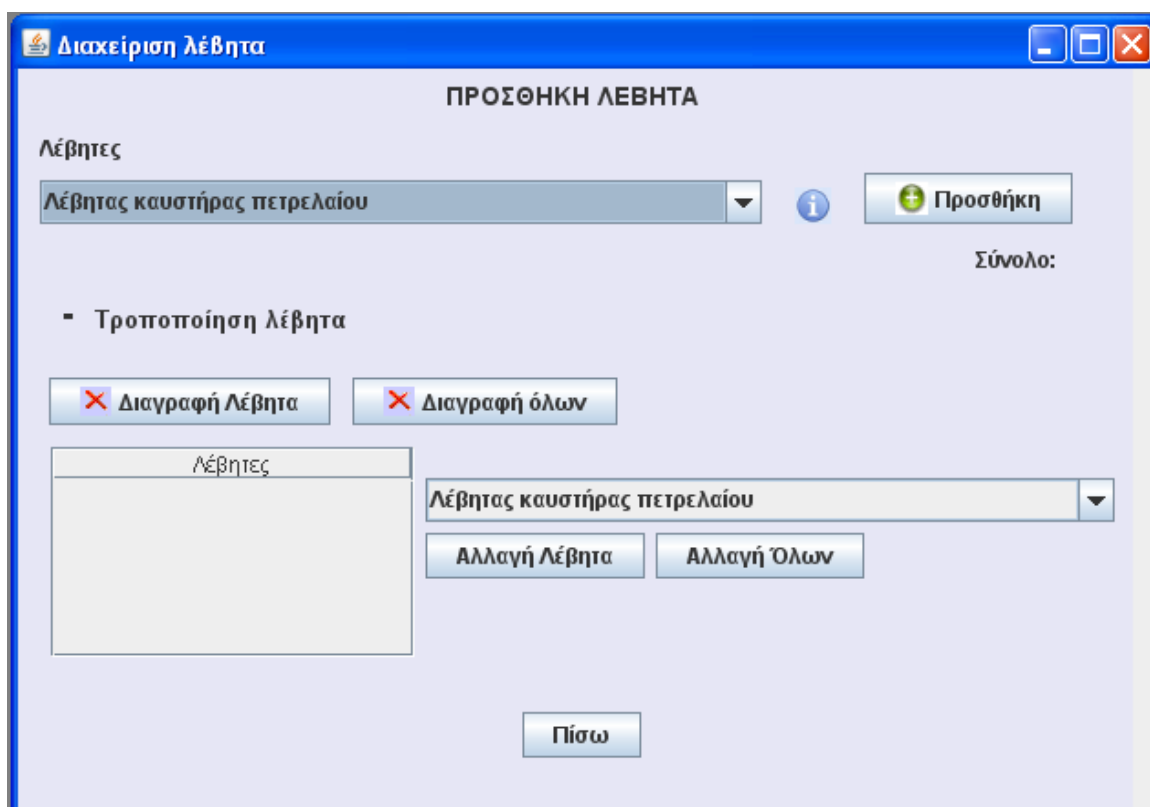 Διαχείριση λέβητα
ΠΡΟΣΘΗΚΗ ΛΕΒΗΤΑ
Λέβητες
Λέβητας καυστήρας πετρελαίου
Προσθήκη
Σύνολο:
- Τροποποίηση λέβητα
Διαγραφή Λέβητα Διαγραφή όλων
Λέβητες
Λέβητας καυστήρας πετρελαίου
Αλλαγή Λέβητα Αλλαγή Όλων
Πίσω